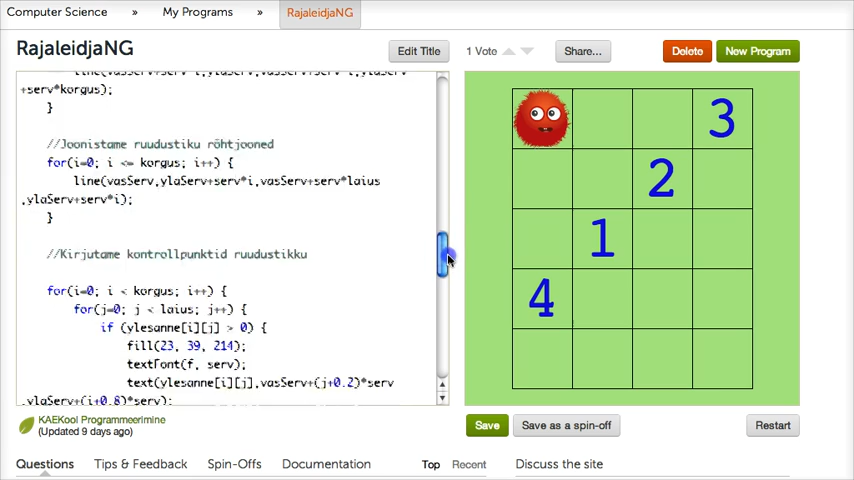 Computer Science » My Programs » RajaleidjaNG
RajaleidjaNG
Edit Title
1 Vote
Share...
Delete
New Program
+serv*korgus);
}
//Joonistame ruudustiku rõhtjooned
for(i=0; i <= korgus; i++) {
line(vasServ,ylaServ+serv*i,vasServ+serv*laius
,ylaServ+serv*i);
}
//Kirjutame kontrollpunktid ruudustikku
for(i=0; i < korgus; i++) {
for(j=0; j < laius; j++) {
if (ylesanne[i][j] > 0) {
fill(23, 39, 214);
textFont(f, serv);
text(ylesanne[i][j],vasServ+(j+0.2)*serv
,ylaServ+(i+0.8)*serv);
3
2
1
4
KAEKool Programmeerimine
(Updated 9 days ago)
Save
Save as a spin-off
Restart
Questions Tips & Feedback Spin-Offs Documentation Top Recent
Discuss the site